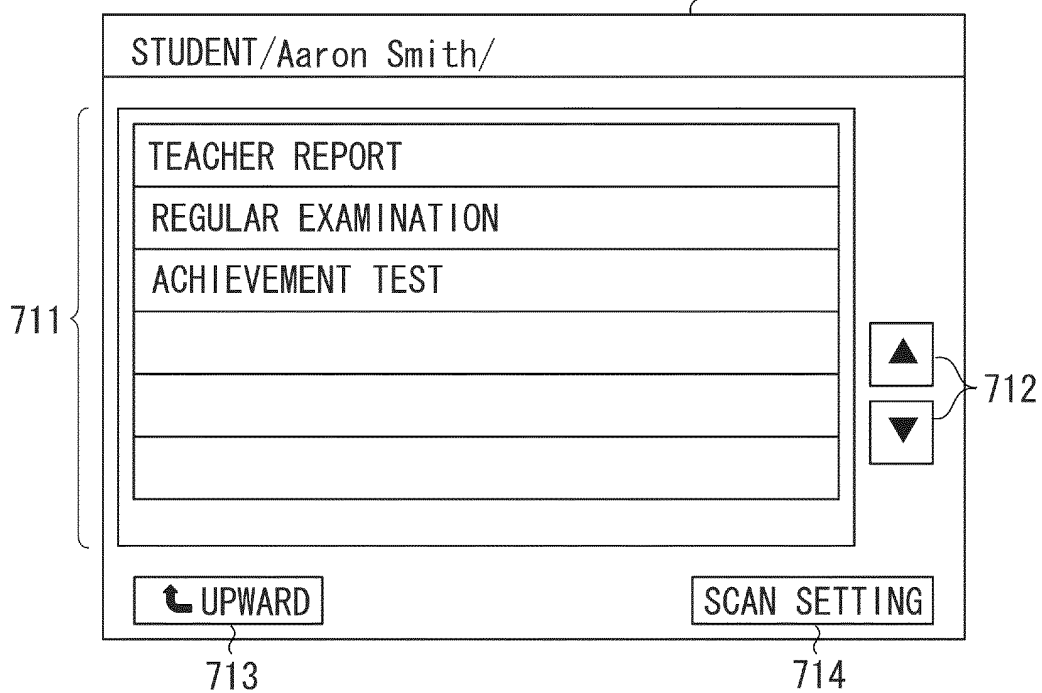 STUDENT/Aaron Smith/
TEACHER REPORT
REGULAR EXAMINATION
ACHIEVEMENT TEST
711
712
UPWARD
SCAN SETTING
713
714